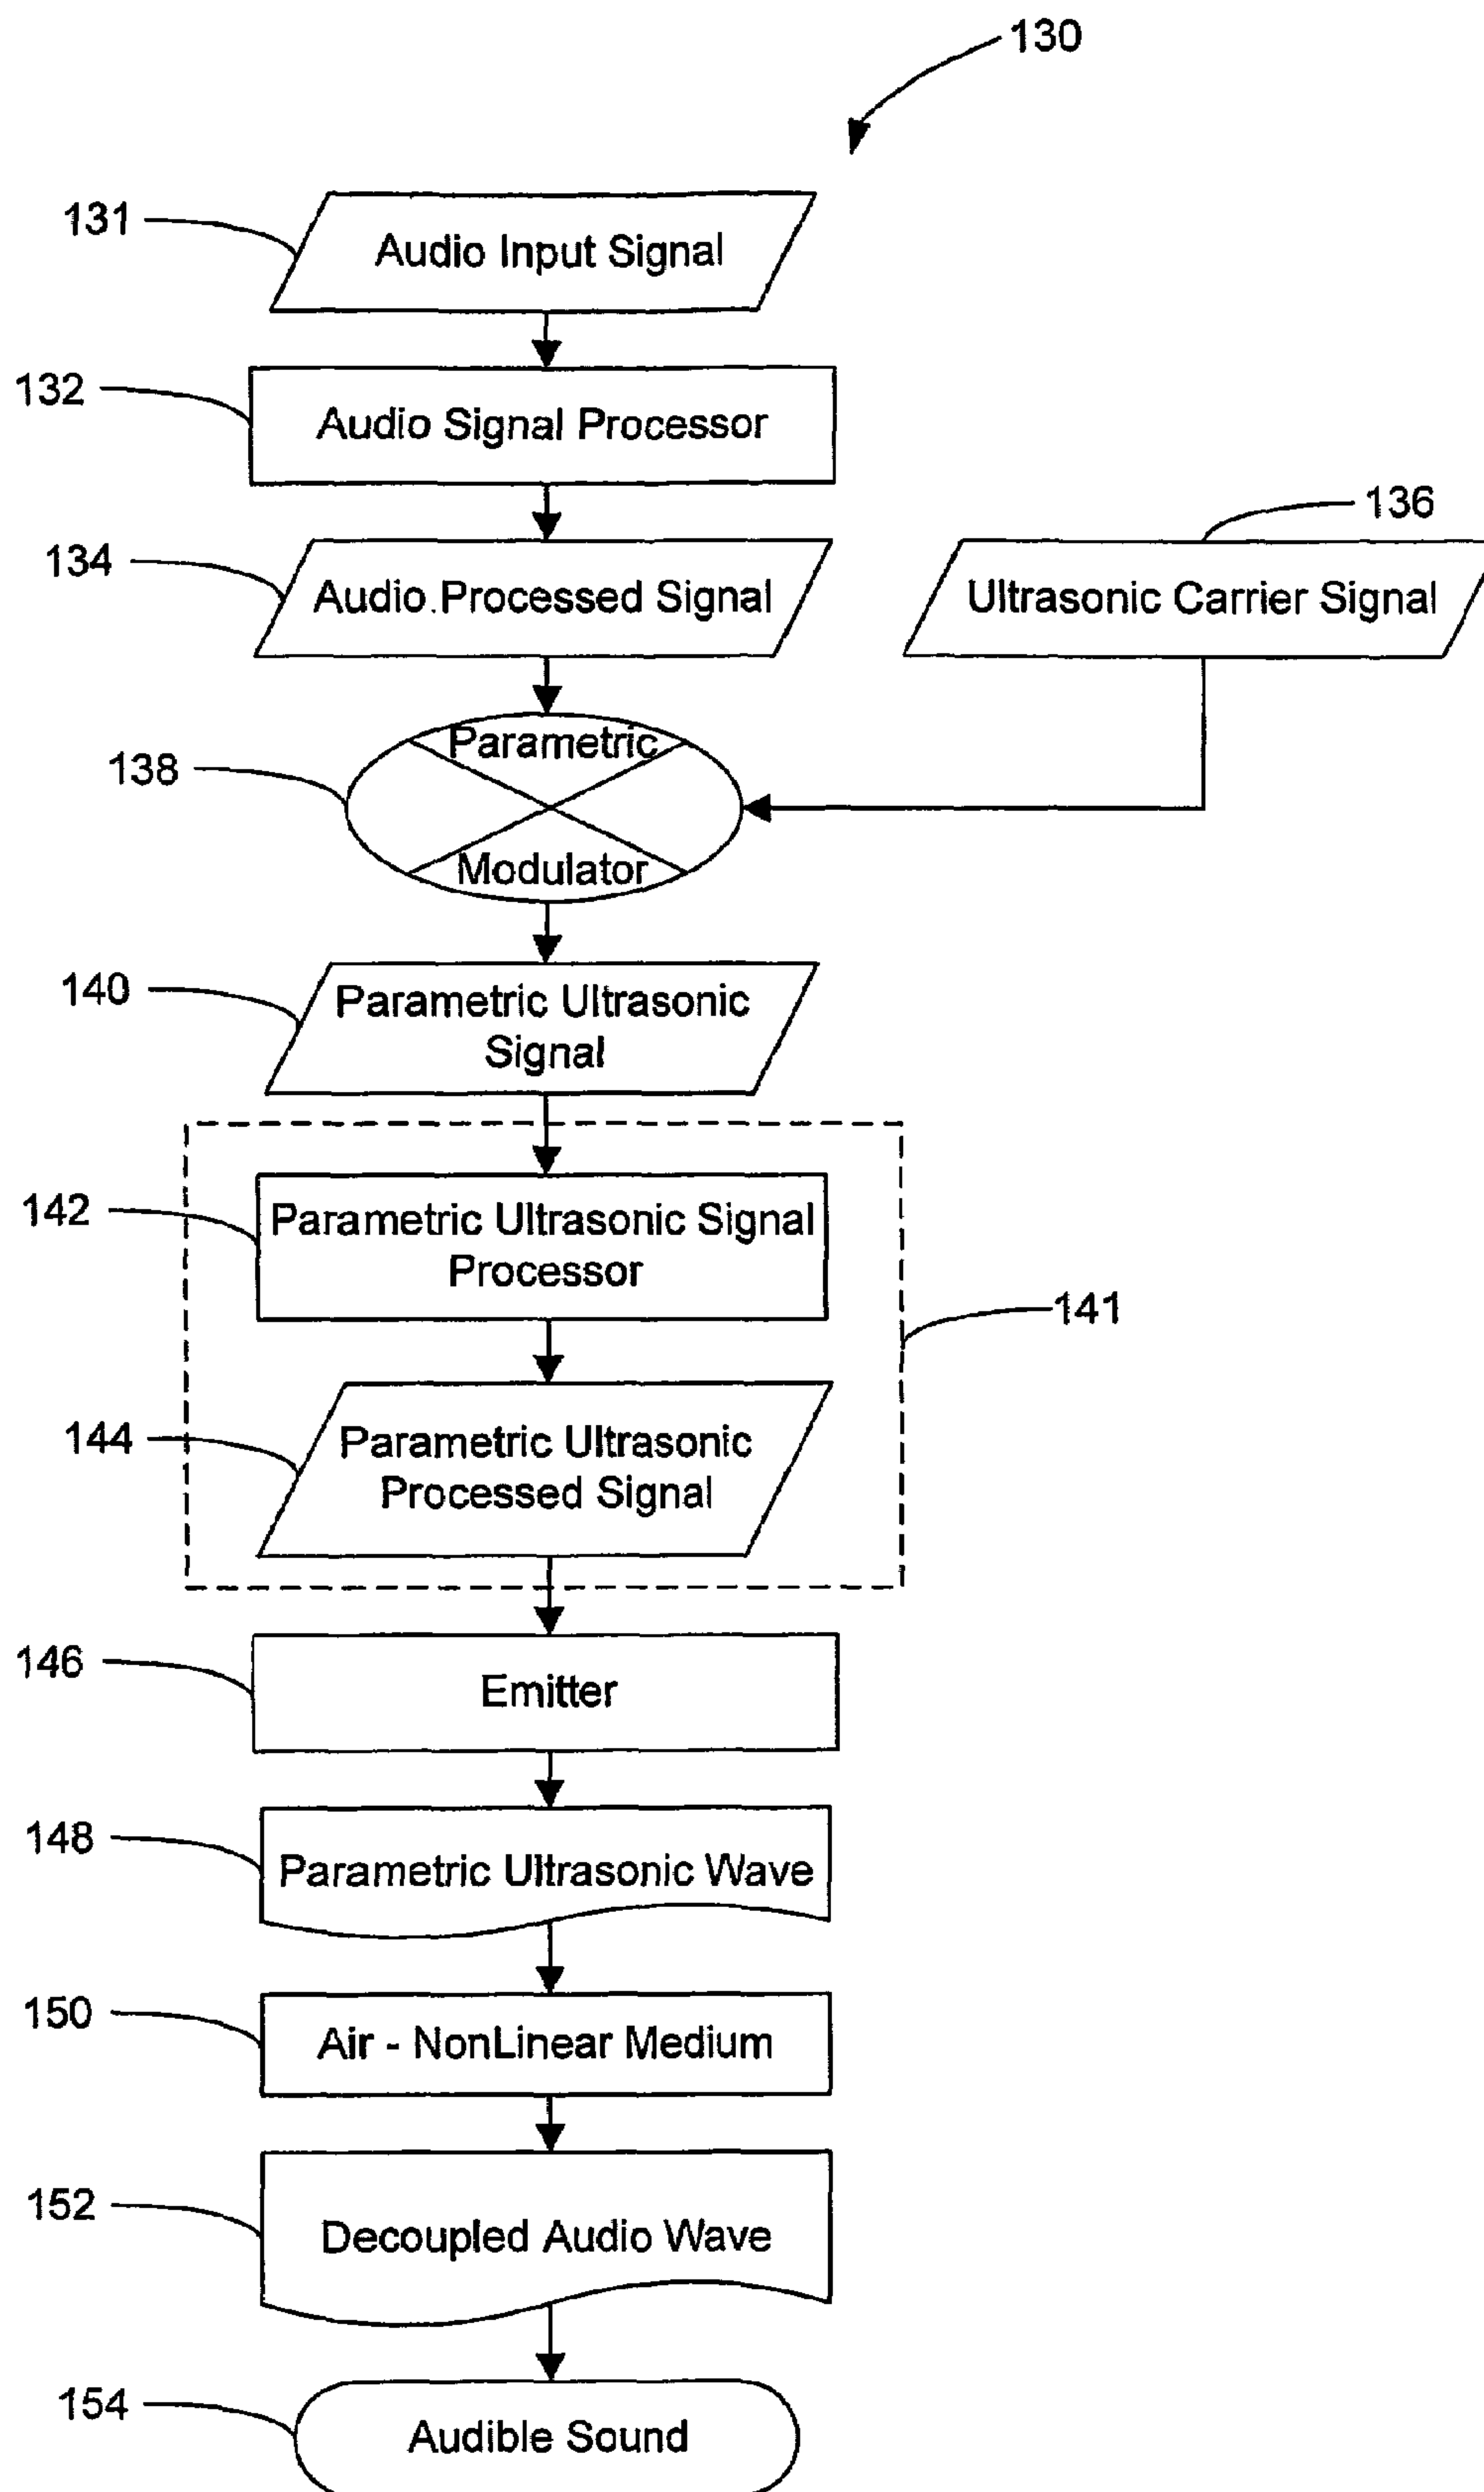 130
131
Audio Input Signal
132
Audio Signal Processor
136
134
Audio.Processed Signal
Ultrasonic Carrier Signal
138
Parametric
Modulator
140
Parametric Ultrasonic
Signal
142
Parametric Ultrasonic Signal
Processor
141
144
Parametric Ultrasonic
Processed Signal
146
Emitter
148
Parametric Ultrasonic Wave
150
Air - NonLinear Medium
152
Decoupled Audio Wave
154
Audible Sound